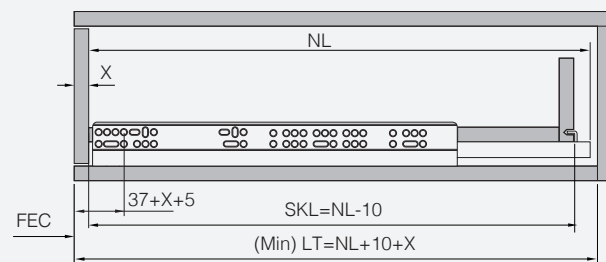 NL
X
37+X+5
SKL=NL-10
FEC
(Min) LT=NL+10+X